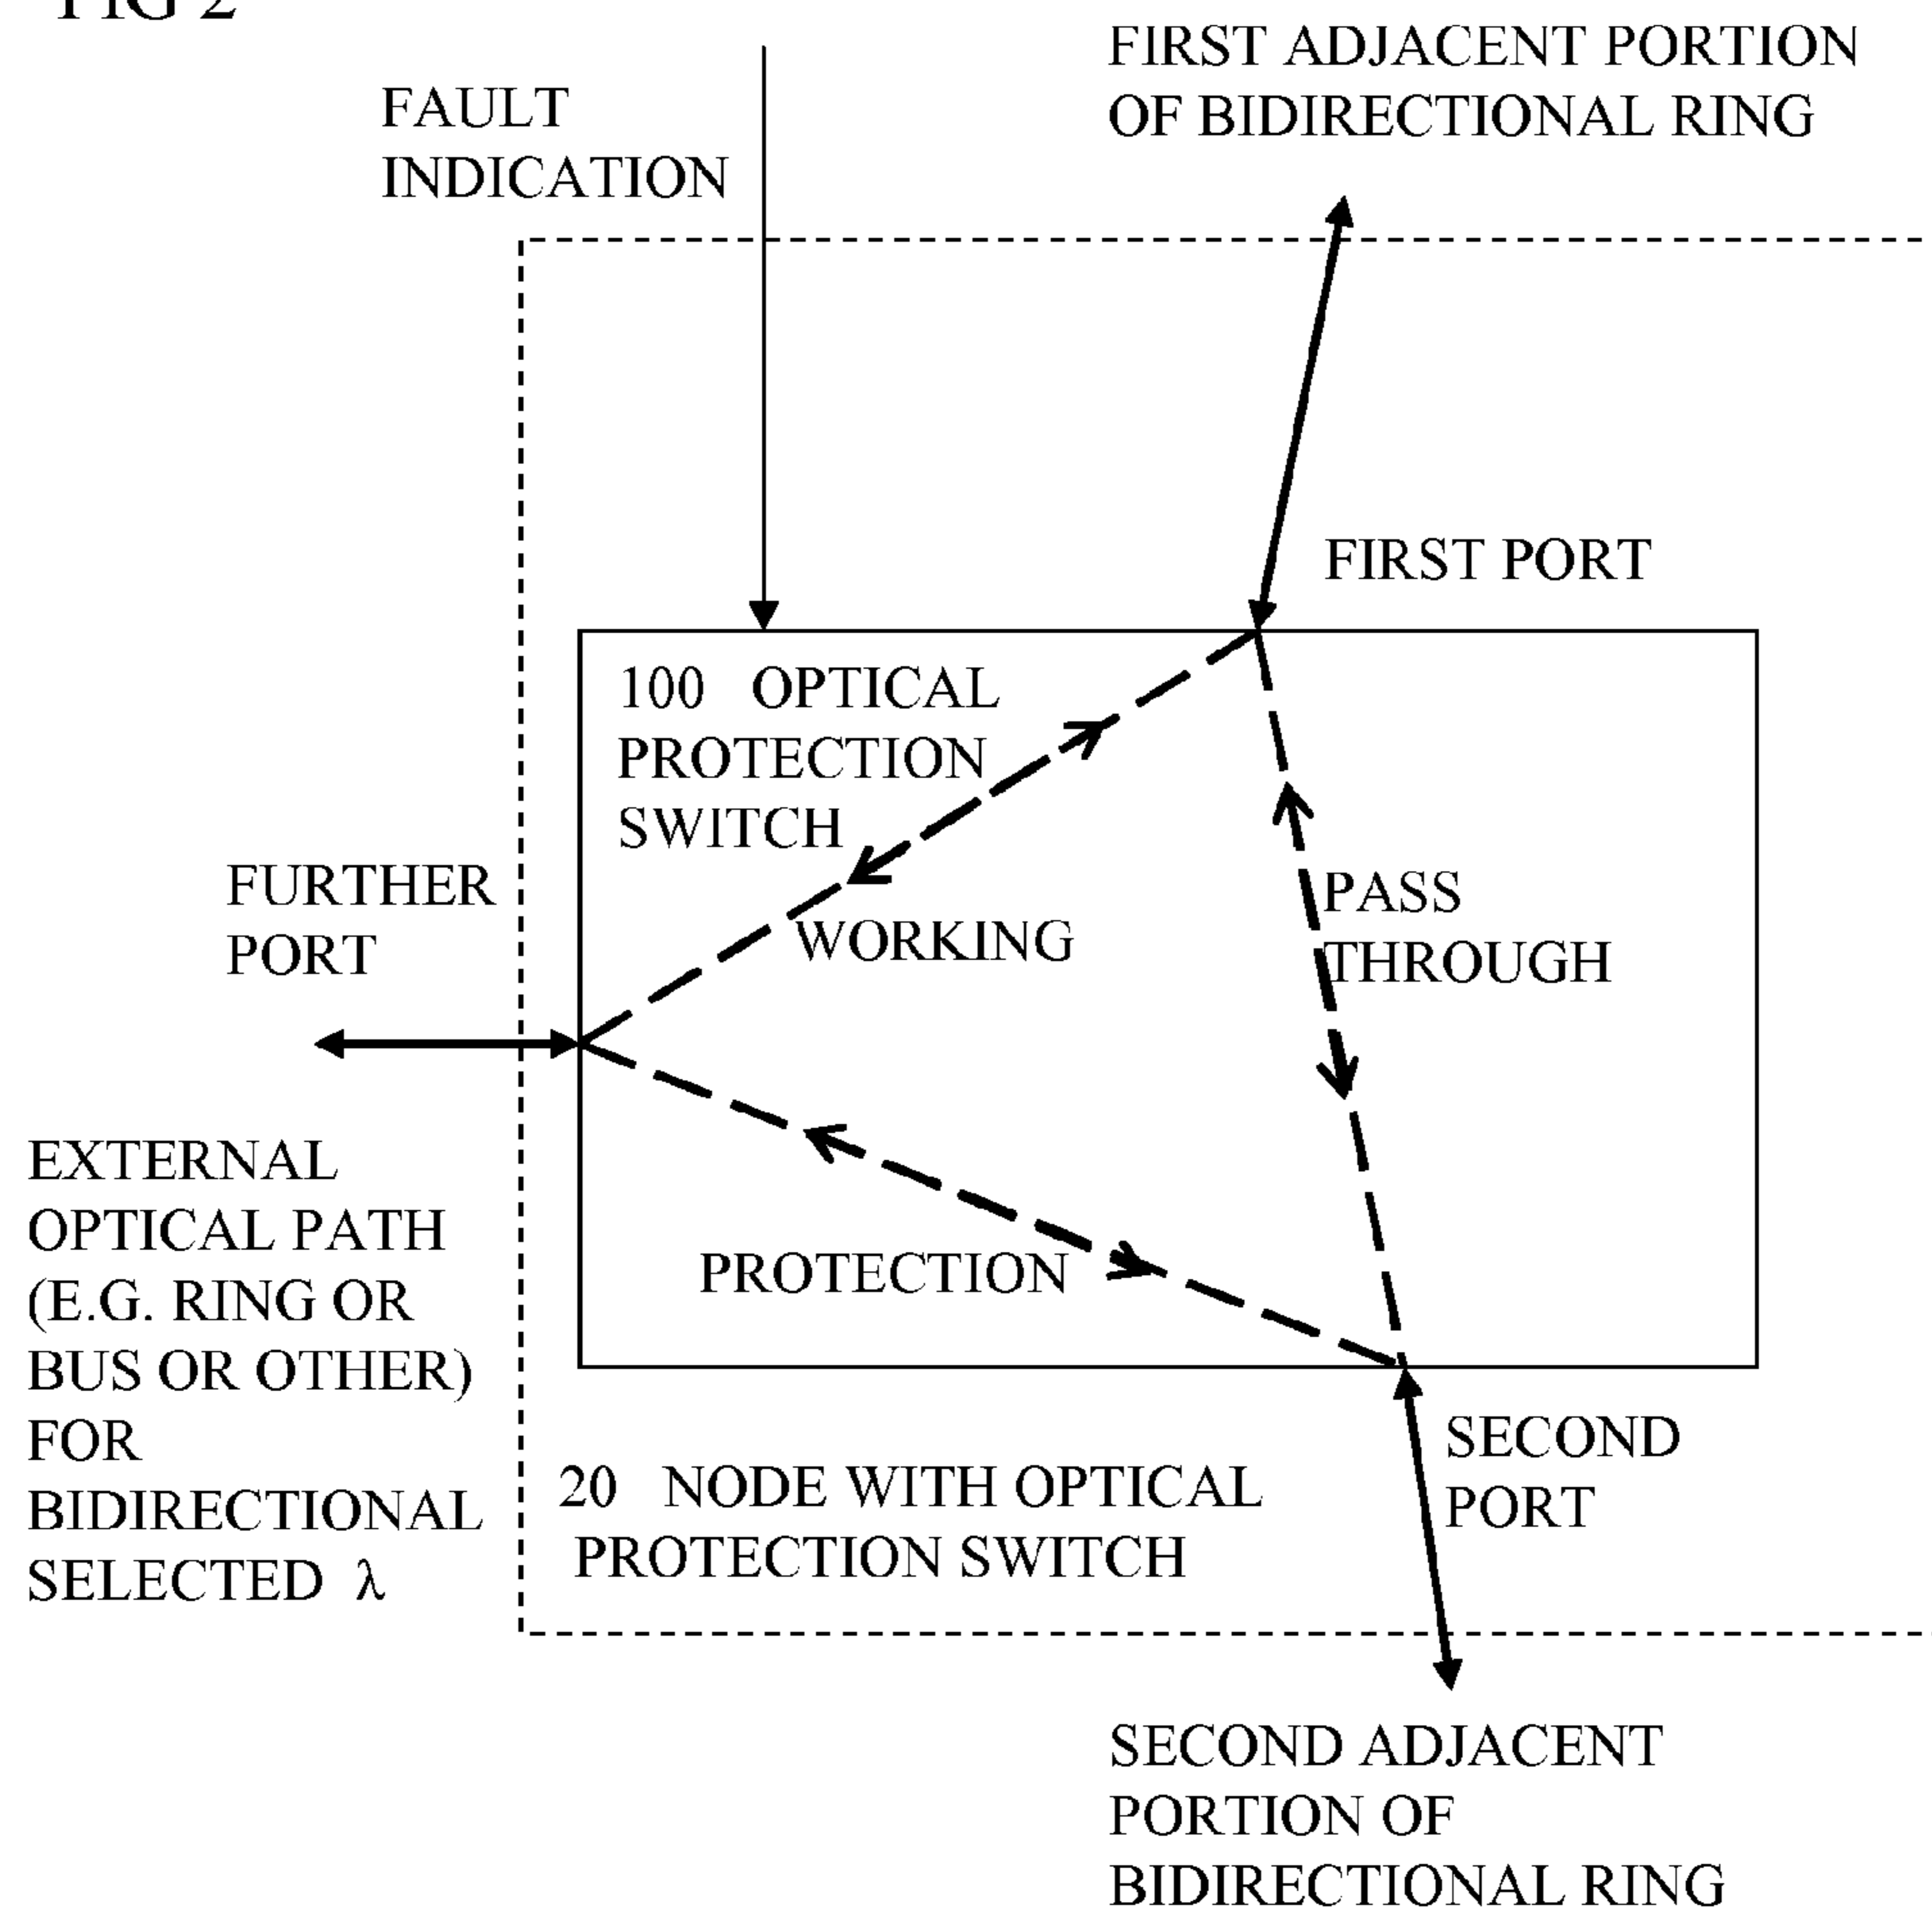 FIG 2
FIRST ADJACENT PORTION
OF BIDIRECTIONAL RING
FAULT
INDICATION
FIRST PORT
100 OPTICAL
PROTECTION
SWITCH
FURTHER
PORT
WORKING
PASS
THROUGH
EXTERNAL
OPTICAL PATH
(E.G. RING OR
BUS OR OTHER)
FOR
BIDIRECTIONAL
SELECTED λ
PROTECTION
SECOND
PORT
20 NODE WITH OPTICAL
PROTECTION SWITCH
SECOND ADJACENT
PORTION OF
BIDIRECTIONAL RING